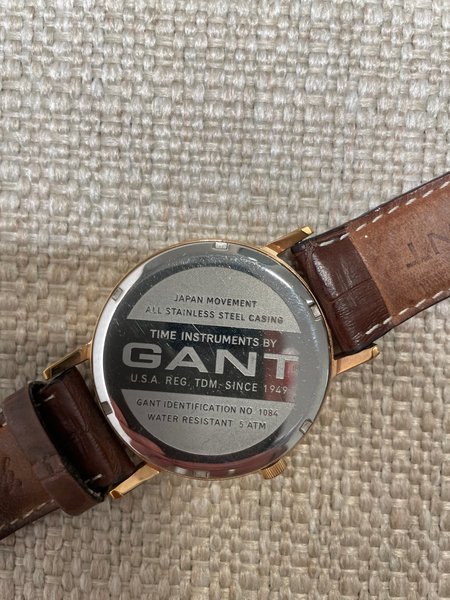 JAPAN MOVEMENT
ALL STAINLESS STEEL CASING
TIME INSTRUMENTS BY
GANT
U.S.A. REG. TDM. SINCE 1949
GANT IDENTIFICATION NO. 1084
WATER RESISTANT 5 ATM